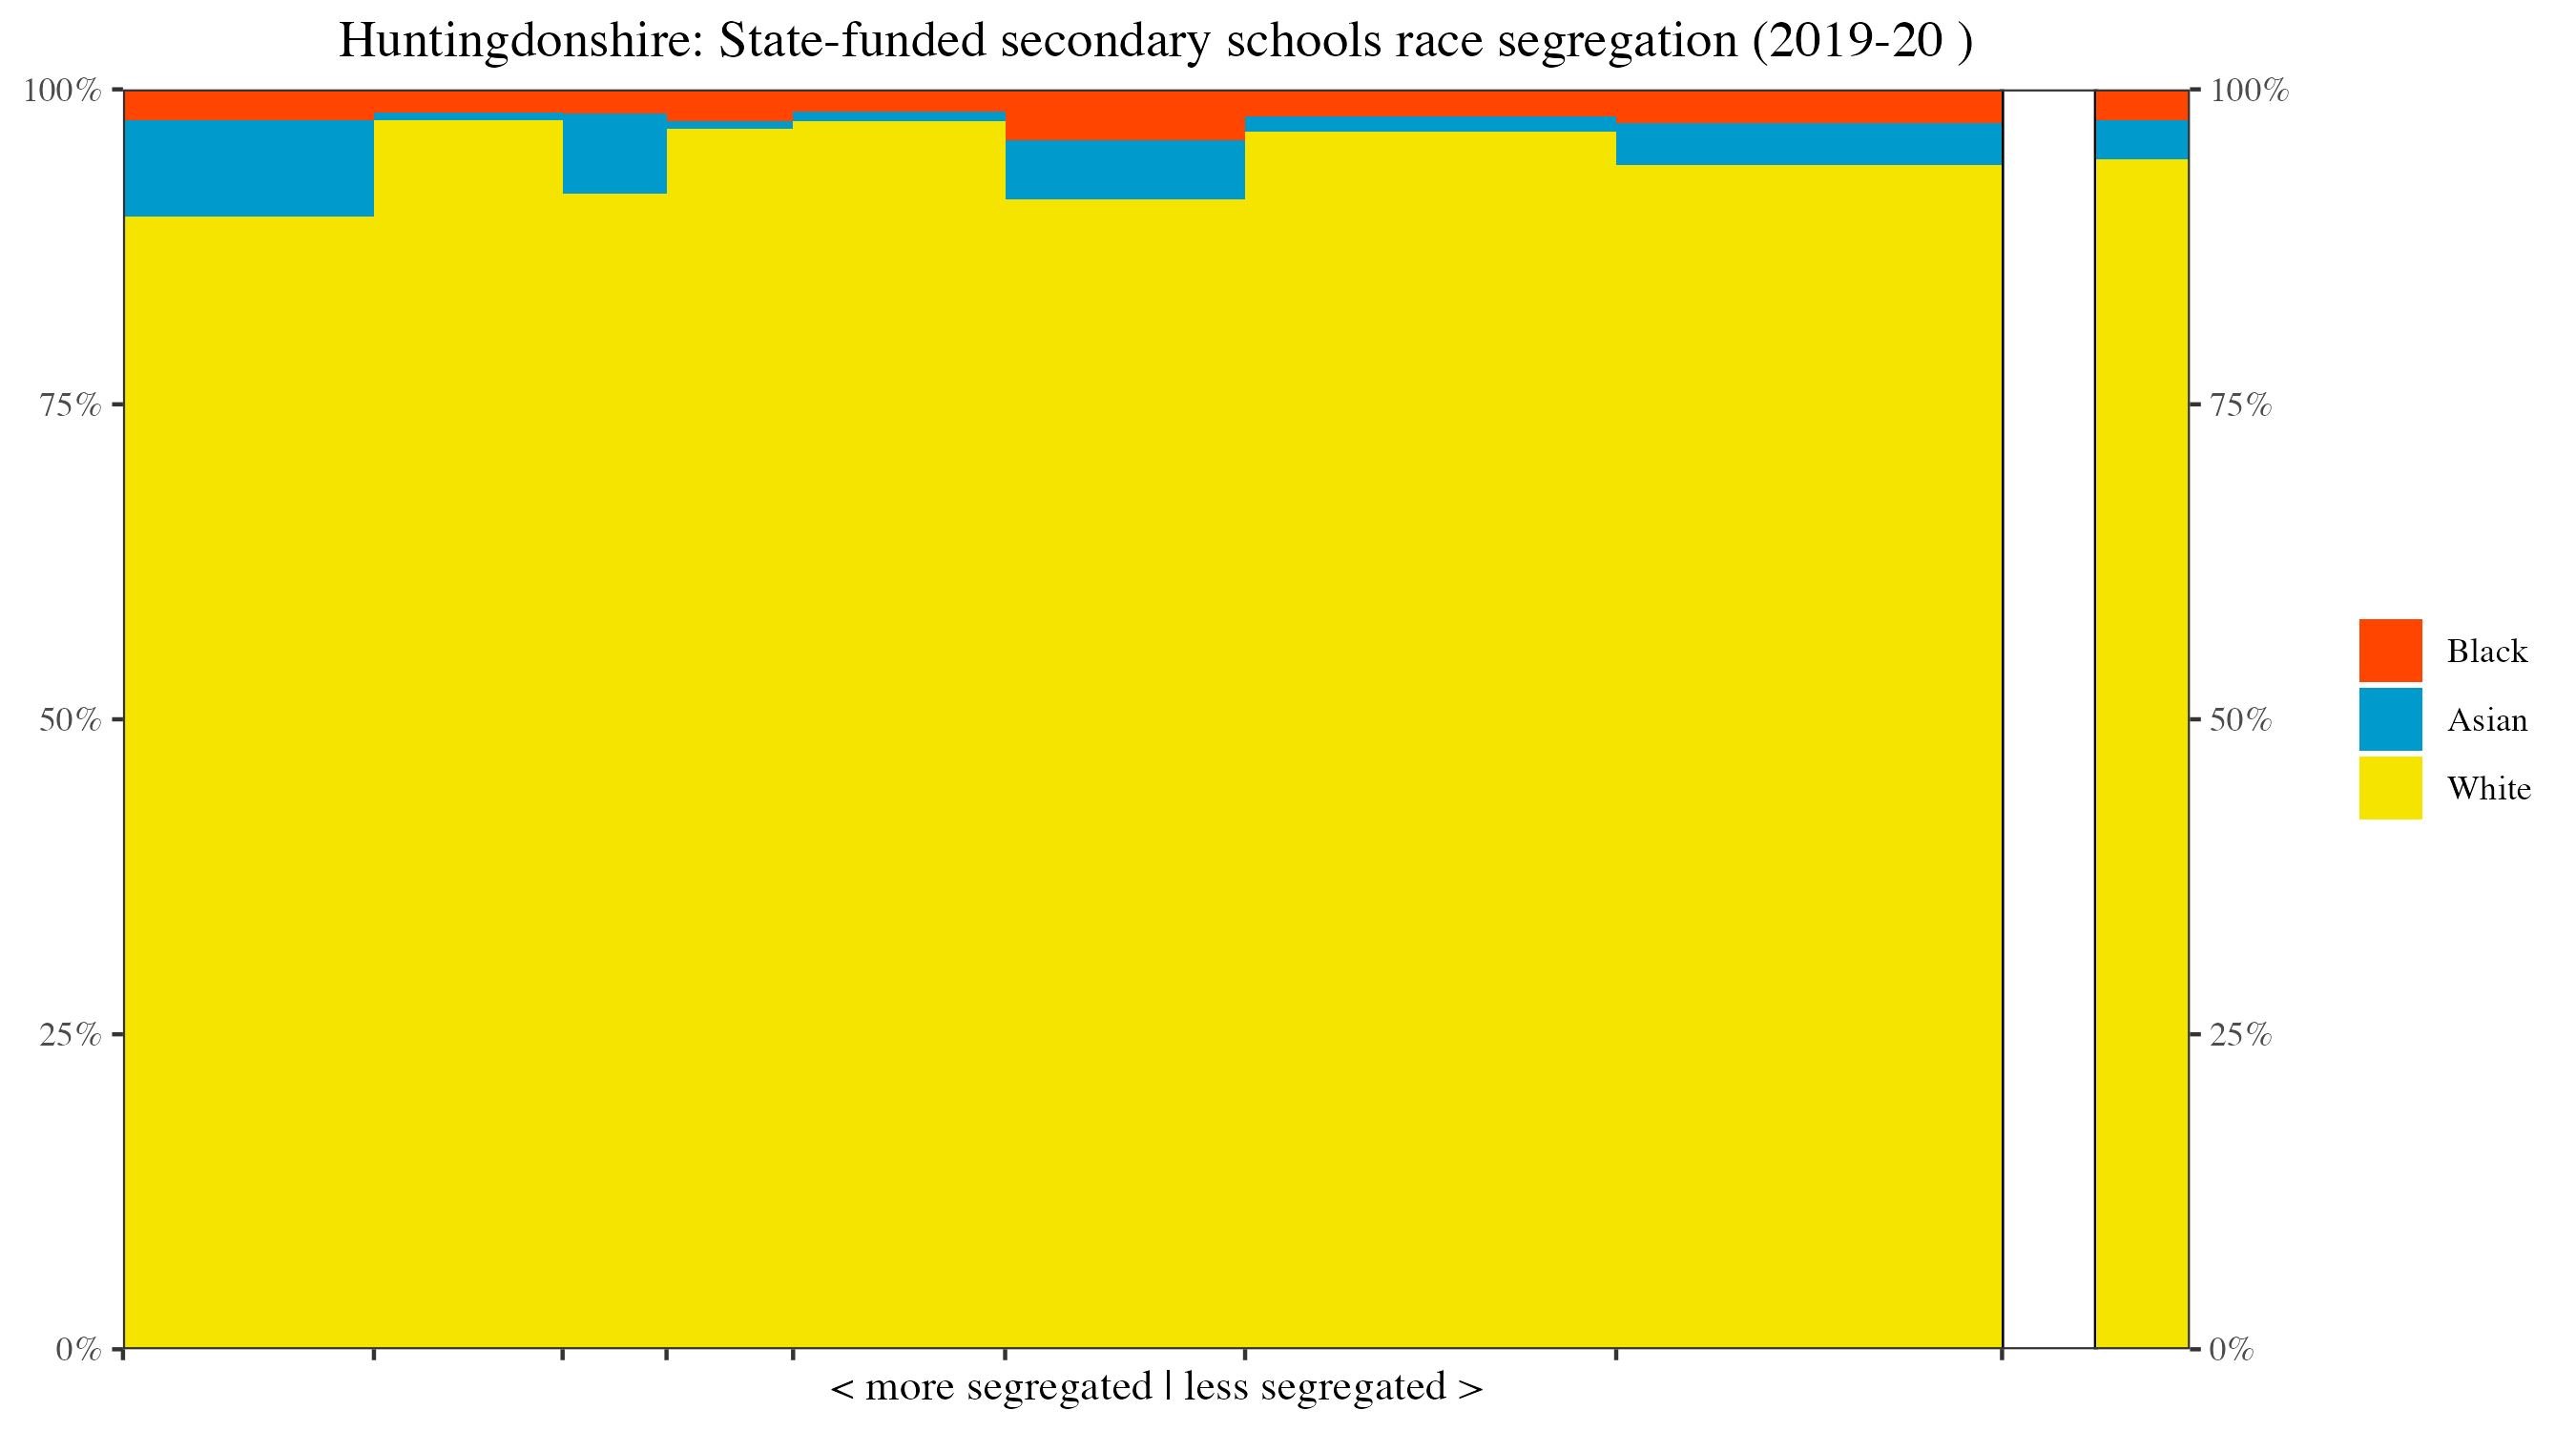 Huntingdonshire: State-funded secondary schools race segregation (2019-20 )
100%
75%
50%
25%
0%
100%
75%
50%
25%
0%
Black
Asian
White
< more segregated | less segregated >